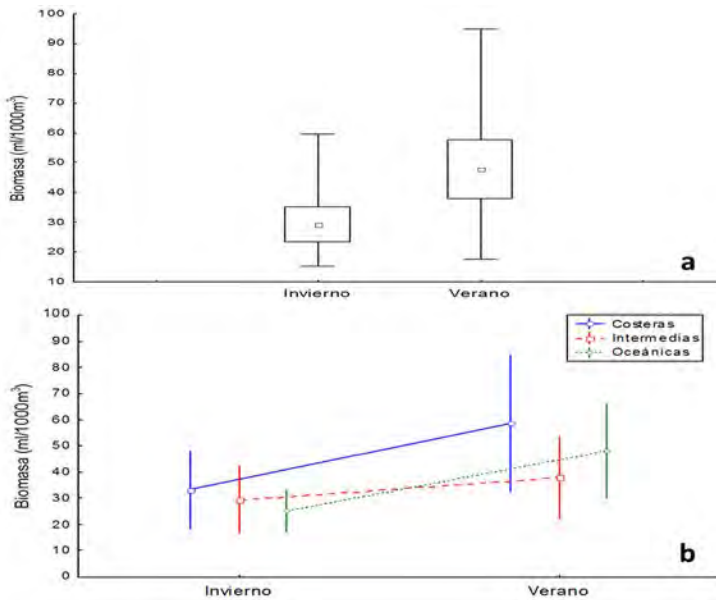 100
90
80
70
60
50
40
30
20
10
Biomasa (ml/1000m³)
Invierno Verano
a
100
90
80
70
60
50
40
30
20
10
0
Biomasa (ml/1000m³)
Costeras
Intermedias
Oceánicas
Invierno Verano
b